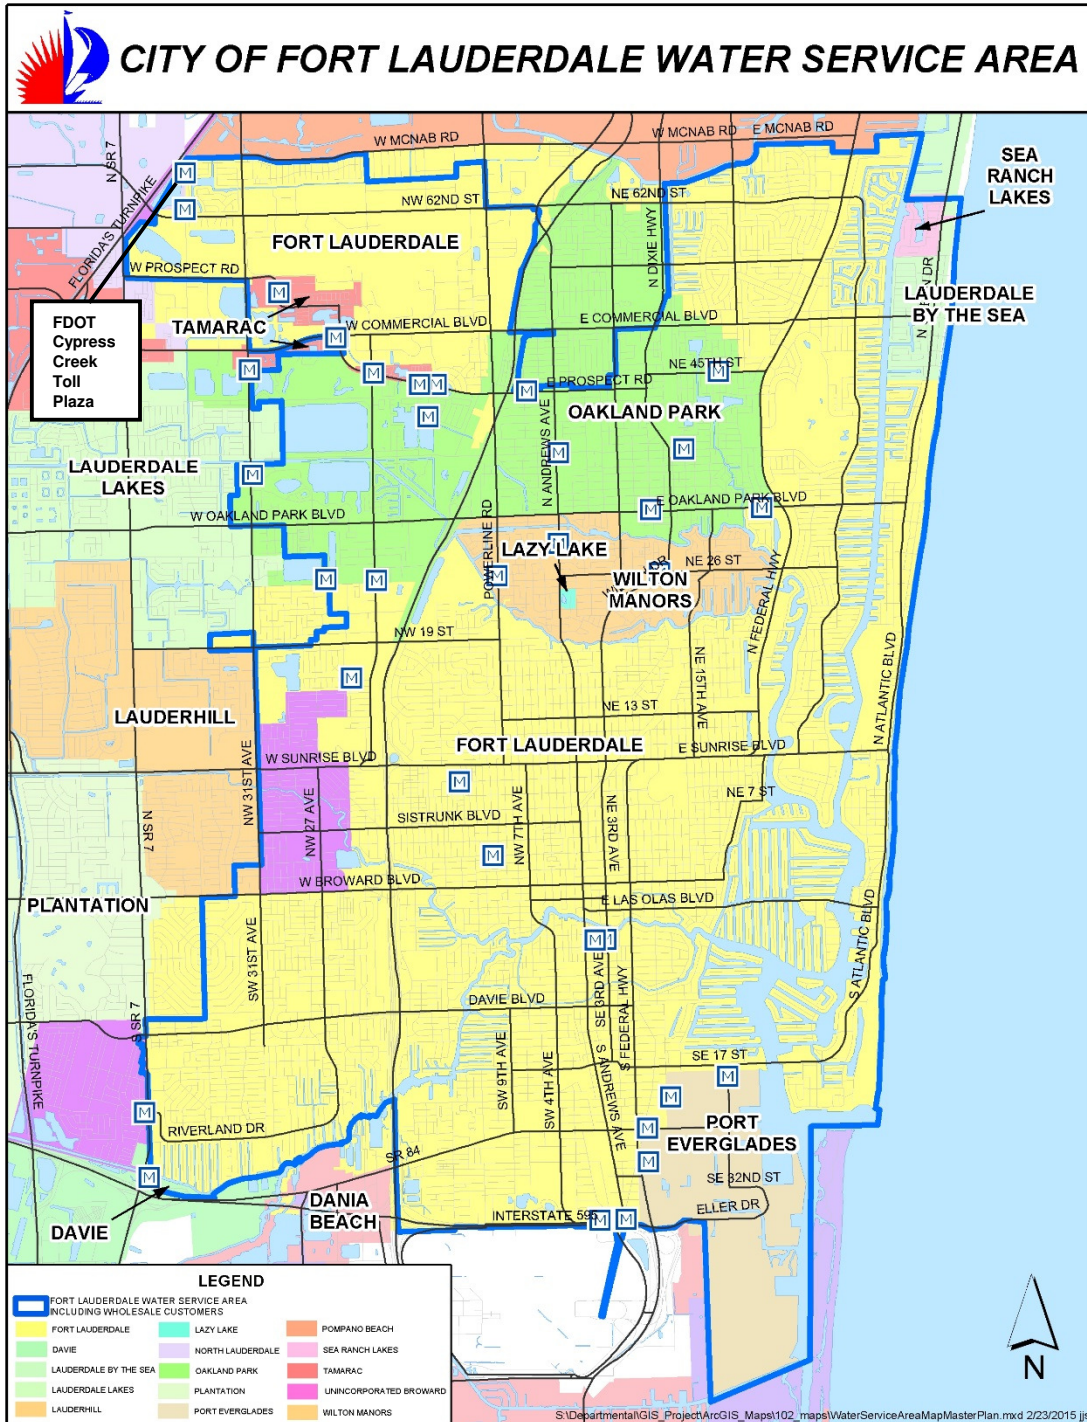 CITY OF FORT LAUDERDALE WATER SERVICE AREA
W MCNAB RD
W MCNAB RD
E MCNAB RD
N SR 7
FLORIDA'S TURNPIKE
M
M
NW 62ND ST
NE 62ND ST
SEA
RANCH
LAKES
FORT LAUDERDALE
N DIXIE HWY
W PROSPECT RD
M
TAMARAC
W COMMERCIAL BLVD
E COMMERCIAL BLVD
LAUDERDALE
BY THE SEA
FDOT
Cypress
Creek
Toll
Plaza
M
M
M
M
M
M
E PROSPECT RD
NE 45TH ST
M
M
OAKLAND PARK
N ANDREWS AVE
M
M
LAUDERDALE
LAKES
M
W OAKLAND PARK BLVD
E OAKLAND PARK BLVD
M
M
POWERLINE RD
M
LAZY LAKE
NE 26 ST
WILTON
MANORS
M
M
M
N FEDERAL HWY
NW 19 ST
NE 15TH AVE
N ATLANTIC BLVD
M
LAUDERHILL
NE 13 ST
FORT LAUDERDALE
NW 31ST AVE
W SUNRISE BLVD
E SUNRISE BLVD
M
NE 7 ST
N SR 7
NW 27 AVE
SISTRUNK BLVD
NW 7TH AVE
NE 3RD AVE
M
W BROWARD BLVD
PLANTATION
E LAS OLAS BLVD
SW 31ST AVE
M
M
S ATLANTIC BLVD
FLORIDA'S TURNPIKE
DAVIE BLVD
SE 3RD AVE
S FEDERAL HWY
S SR 7
SW 9TH AVE
SW 4TH AVE
S ANDREWS AVE
SE 17 ST
M
M
M
RIVERLAND DR
M
PORT
EVERGLADES
SR 84
M
M
SE 32ND ST
DANIA
BEACH
ELLER DR
DAVIE
INTERSTATE 595
M
M
LEGEND
FORT LAUDERDALE WATER SERVICE AREA
INCLUDING WHOLESALE CUSTOMERS
FORT LAUDERDALE
LAZY LAKE
POMPANO BEACH
DAVIE
NORTH LAUDERDALE
SEA RANCH LAKES
LAUDERDALE BY THE SEA
OAKLAND PARK
TAMARAC
LAUDERDALE LAKES
PLANTATION
UNINCORPORATED BROWARD
LAUDERHILL
PORT EVERGLADES
WILTON MANORS
N
S:\Departmental\GIS_Project\ArcGIS_Maps\102_maps\WaterServiceAreaMapMasterPlan.mxd 2/23/2015